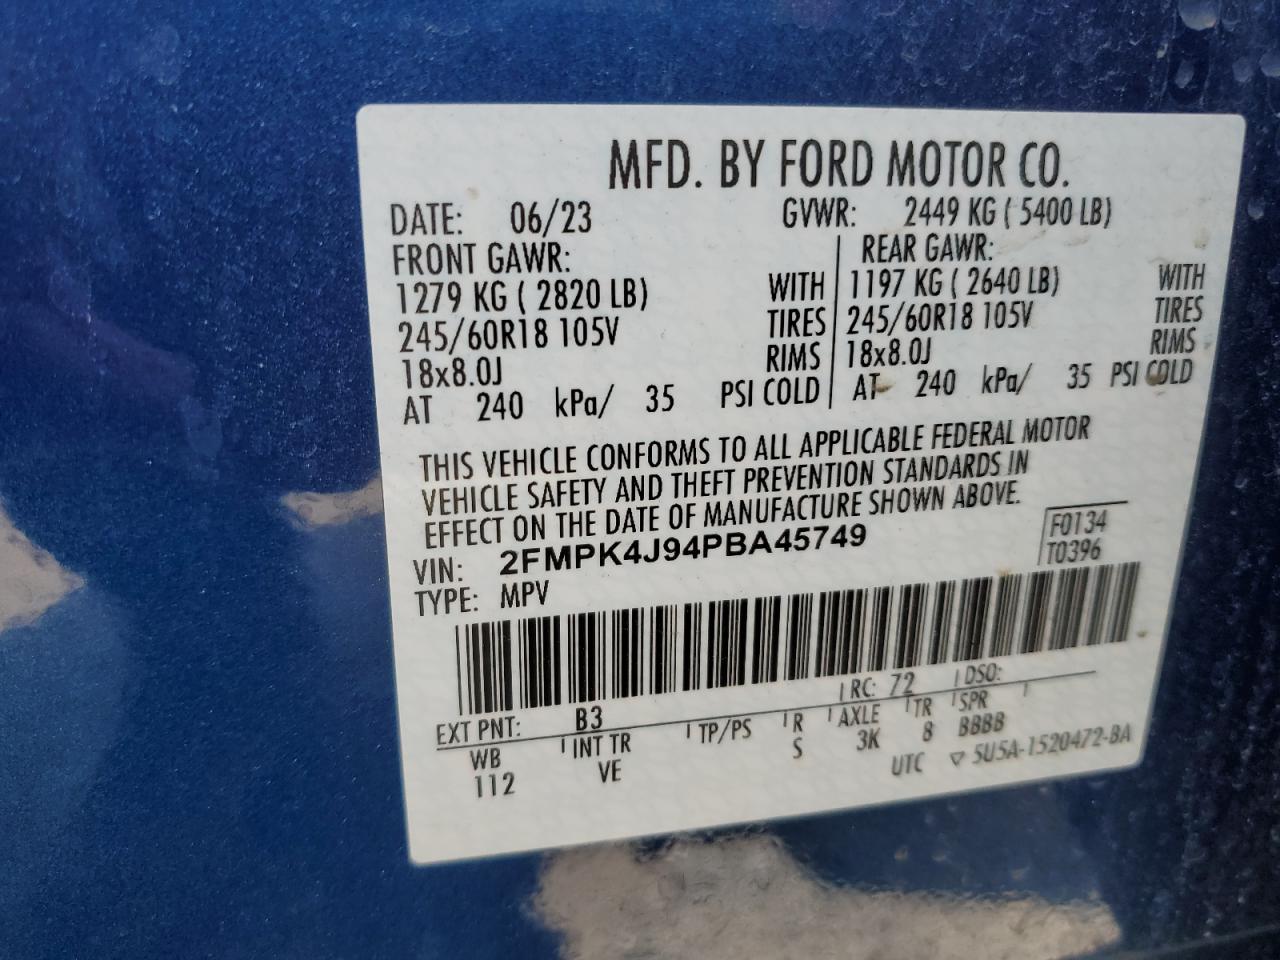 MFD. BY FORD MOTOR CO.
DATE: 06/23 GVWR: 2449 KG ( 5400 LB)
FRONT GAWR: REAR GAWR:
1279 KG ( 2820 LB) WITH 1197 KG ( 2640 LB) WITH
245/60R18 105V TIRES 245/60R18 105V TIRES
18x8.0J RIMS 18x8.0J RIMS
AT 240 kPa/ 35 PSI COLD AT 240 kPa/ 35 PSI COLD
THIS VEHICLE CONFORMS TO ALL APPLICABLE FEDERAL MOTOR
VEHICLE SAFETY AND THEFT PREVENTION STANDARDS IN
EFFECT ON THE DATE OF MANUFACTURE SHOWN ABOVE.
VIN: 2FMPK4J94PBA45749 F0134
TYPE: MPV T0396
EXT PNT: B3 RC: 72 DSO:
WB INT TR TP/PS R AXLE TR SPR
112 VE S 3K 8 BBBB
UTC ▽ 5U5A-1520472-BA